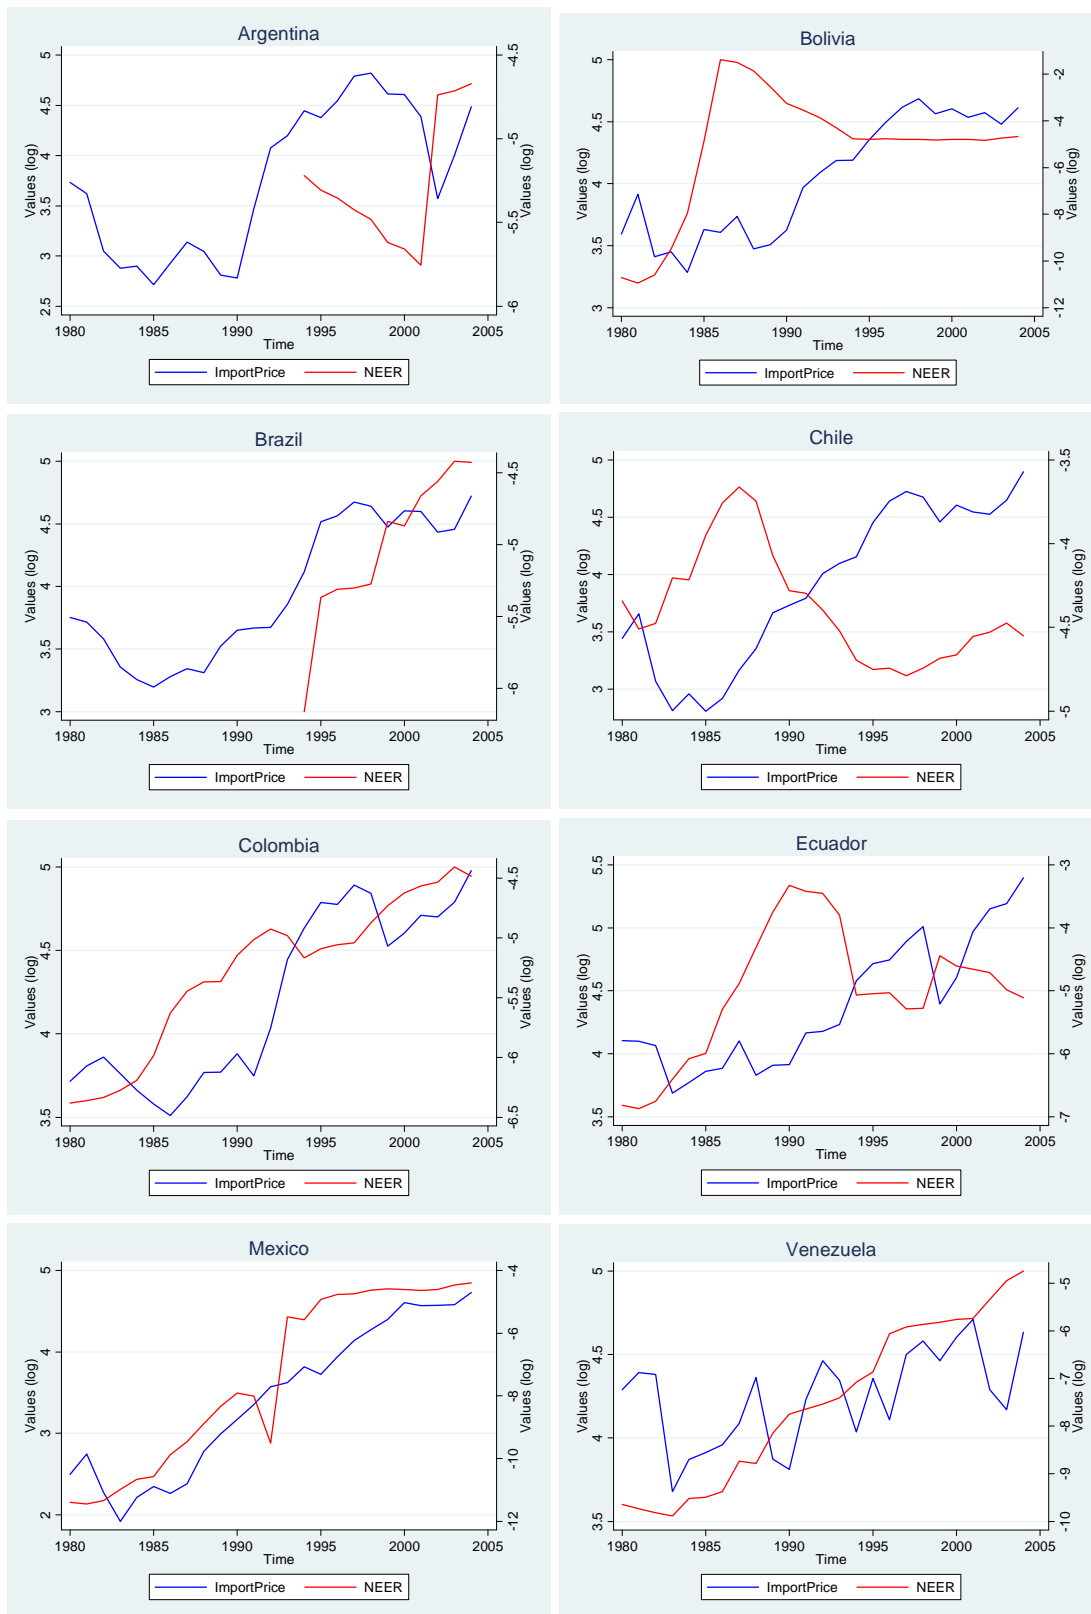 Argentina
Values (log)
2.5 3 3.5 4 4.5 5
-6 -5.5 -5 -4.5
Values (log)
1980 1985 1990 1995 2000 2005
Time
ImportPrice NEER
Bolivia
Values (log)
3 3.5 4 4.5 5
-12 -10 -8 -6 -4 -2
Values (log)
1980 1985 1990 1995 2000 2005
Time
ImportPrice NEER
Brazil
Values (log)
3 3.5 4 4.5 5
-6 -5.5 -5 -4.5
Values (log)
1980 1985 1990 1995 2000 2005
Time
ImportPrice NEER
Chile
Values (log)
3 3.5 4 4.5 5
-5 -4.5 -4 -3.5
Values (log)
1980 1985 1990 1995 2000 2005
Time
ImportPrice NEER
Colombia
Values (log)
3.5 4 4.5 5
-6.5 -6 -5.5 -5 -4.5
Values (log)
1980 1985 1990 1995 2000 2005
Time
ImportPrice NEER
Ecuador
Values (log)
3.5 4 4.5 5 5.5
-7 -6 -5 -4 -3
Values (log)
1980 1985 1990 1995 2000 2005
Time
ImportPrice NEER
Mexico
Values (log)
2 3 4 5
-12 -10 -8 -6 -4
Values (log)
1980 1985 1990 1995 2000 2005
Time
ImportPrice NEER
Venezuela
Values (log)
3.5 4 4.5 5
-10 -9 -8 -7 -6 -5
Values (log)
1980 1985 1990 1995 2000 2005
Time
ImportPrice NEER